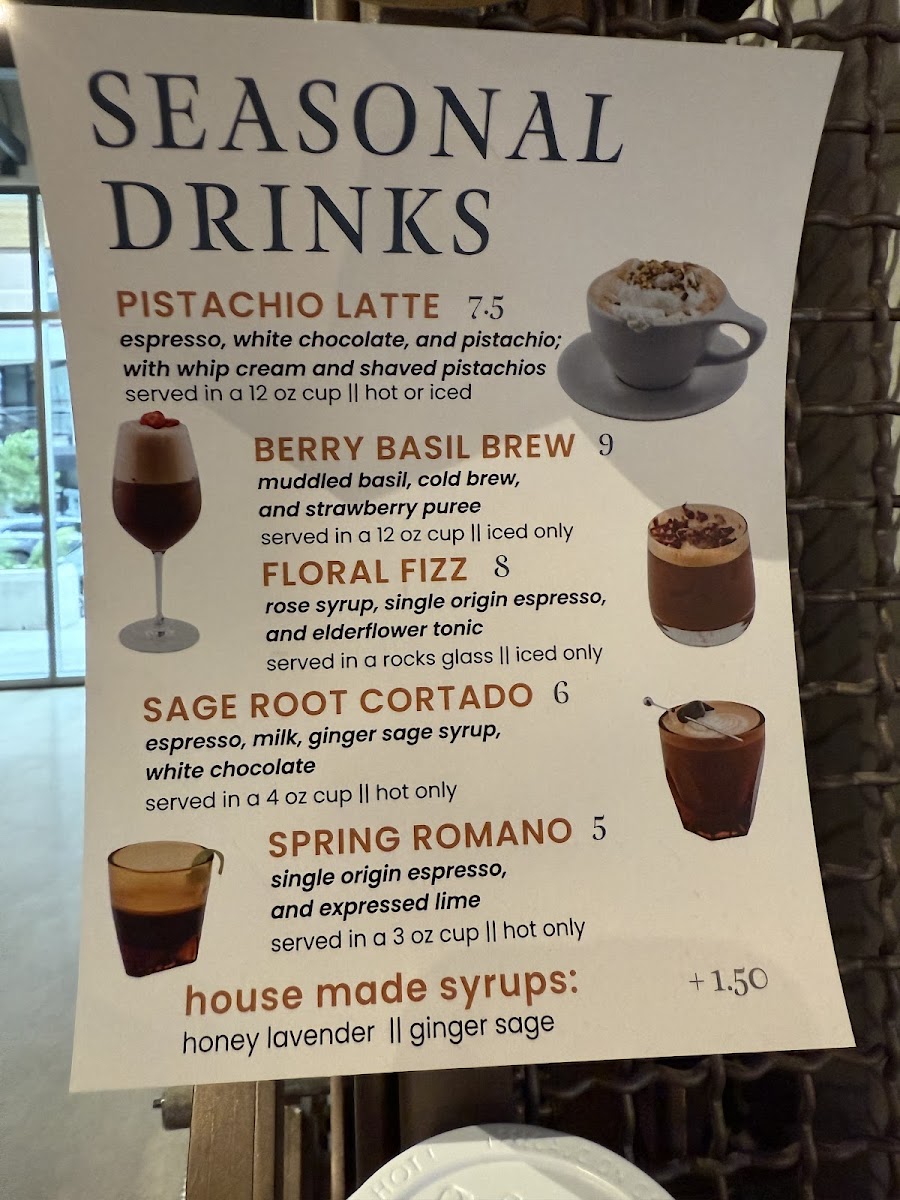 SEASONAL
DRINKS
PISTACHIO LATTE 7.5
espresso, white chocolate, and pistachio;
with whip cream and shaved pistachios
served in a 12 oz cup || hot or iced
BERRY BASIL BREW 9
muddled basil, cold brew,
and strawberry puree
served in a 12 oz cup || iced only
FLORAL FIZZ 8
rose syrup, single origin espresso,
and elderflower tonic
served in a rocks glass || iced only
SAGE ROOT CORTADO 6
espresso, milk, ginger sage syrup,
white chocolate
served in a 4 oz cup || hot only
SPRING ROMANO 5
single origin espresso,
and expressed lime
served in a 3 oz cup || hot only
house made syrups: +1.50
honey lavender || ginger sage
HOT!